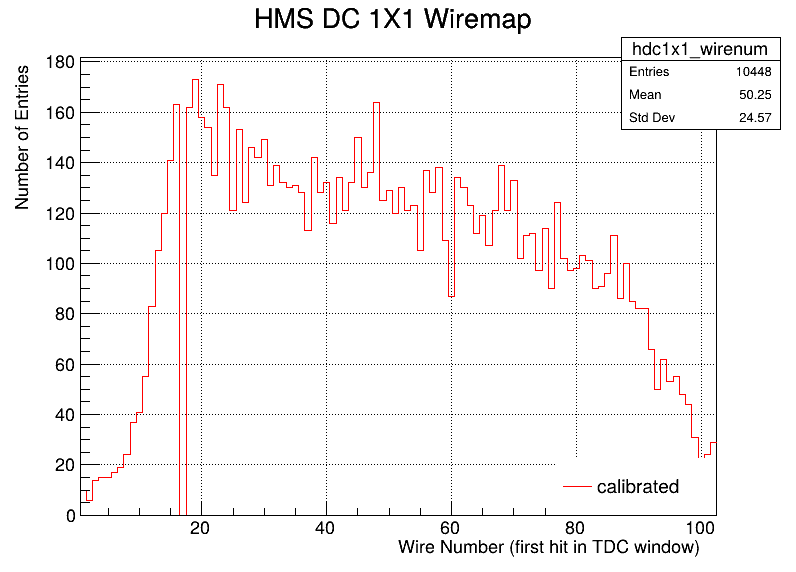 HMS DC 1X1 Wiremap
hdc1x1_wirenum
Entries 10448
Mean 50.25
Std Dev 24.57
Number of Entries
180
160
140
120
100
80
60
40
20
0
20 40 60 80 100
calibrated
Wire Number (first hit in TDC window)